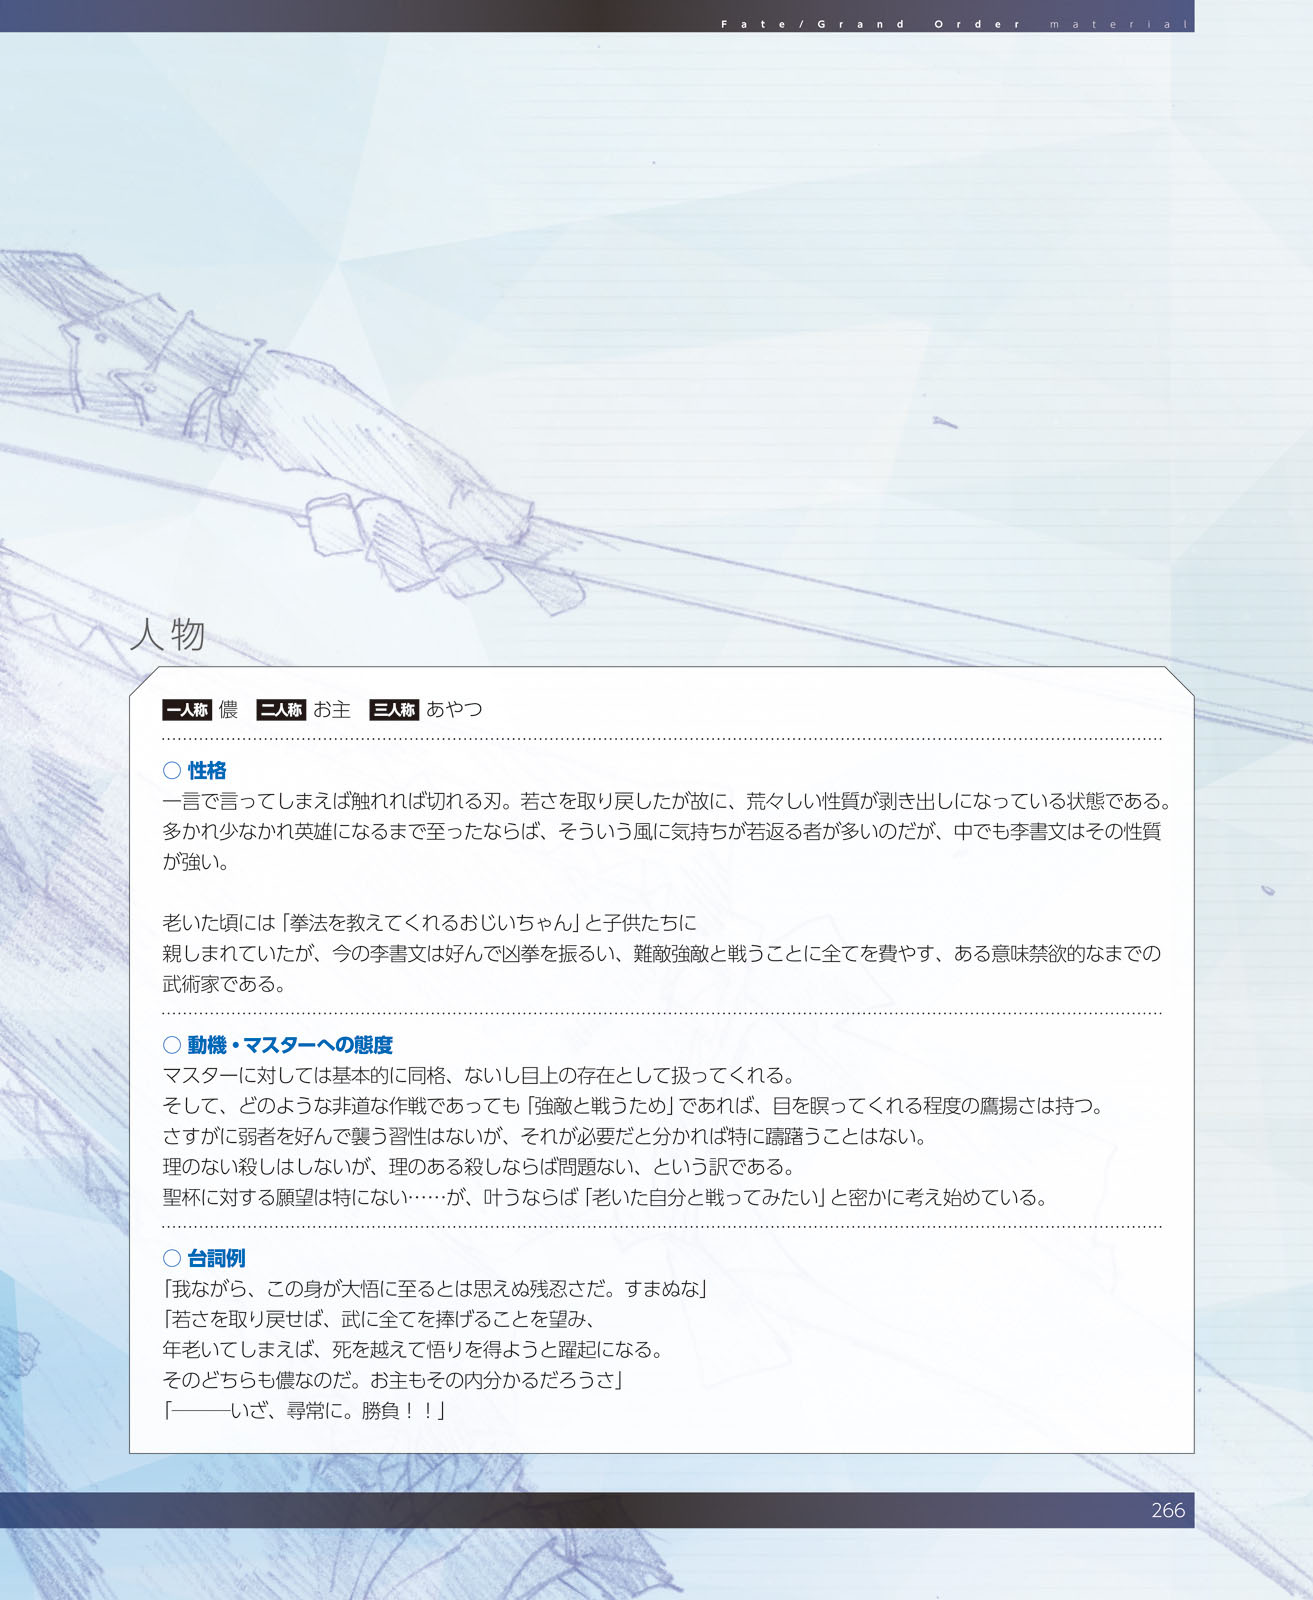 Fate/Grand Order material
人物
一人称 儂 二人称 お主 三人称 あやつ
○ 性格
一言で言ってしまえば触れれば切れる刃。若さを取り戻したが故に、荒々しい性質が剥き出しになっている状態である。
多かれ少なかれ英雄になるまで至ったならば、そういう風に気持ちが若返る者が多いのだが、中でも李書文はその性質
が強い。
老いた頃には「拳法を教えてくれるおじいちゃん」と子供たちに
親しまれていたが、今の李書文は好んで凶拳を振るい、難敵強敵と戦うことに全てを費やす、ある意味禁欲的なまでの
武術家である。
○ 動機・マスターへの態度
マスターに対しては基本的に同格、ないし目上の存在として扱ってくれる。
そして、どのような非道な作戦であっても「強敵と戦うため」であれば、目を瞑ってくれる程度の鷹揚さは持つ。
さすがに弱者を好んで襲う習性はないが、それが必要だと分かれば特に躊躇うことはない。
理のない殺しはしないが、理のある殺しならば問題ない、という訳である。
聖杯に対する願望は特にない……が、叶うならば「老いた自分と戦ってみたい」と密かに考え始めている。
○ 台詞例
「我ながら、この身が大悟に至るとは思えぬ残忍さだ。すまぬな」
「若さを取り戻せば、武に全てを捧げることを望み、
年老いてしまえば、死を越えて悟りを得ようと躍起になる。
そのどちらも儂なのだ。お主もその内分かるだろうさ」
「———いざ、尋常に。勝負！！」
266